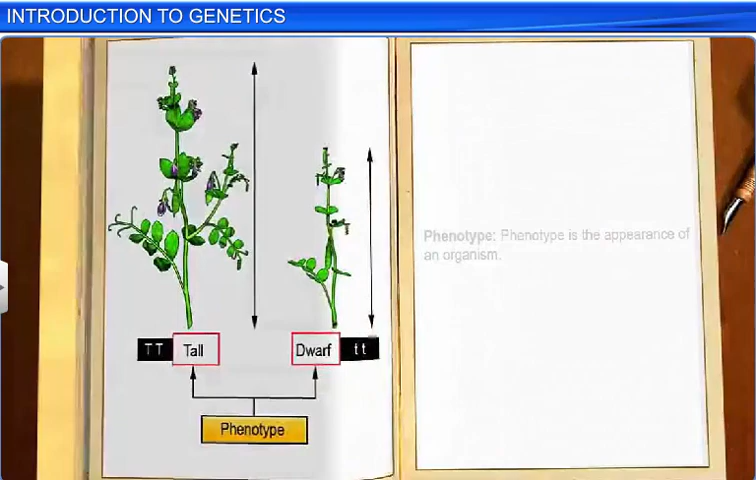 INTRODUCTION TO GENETICS
TT Tall
Dwarf tt
Phenotype
Phenotype: Phenotype is the appearance of
an organism.